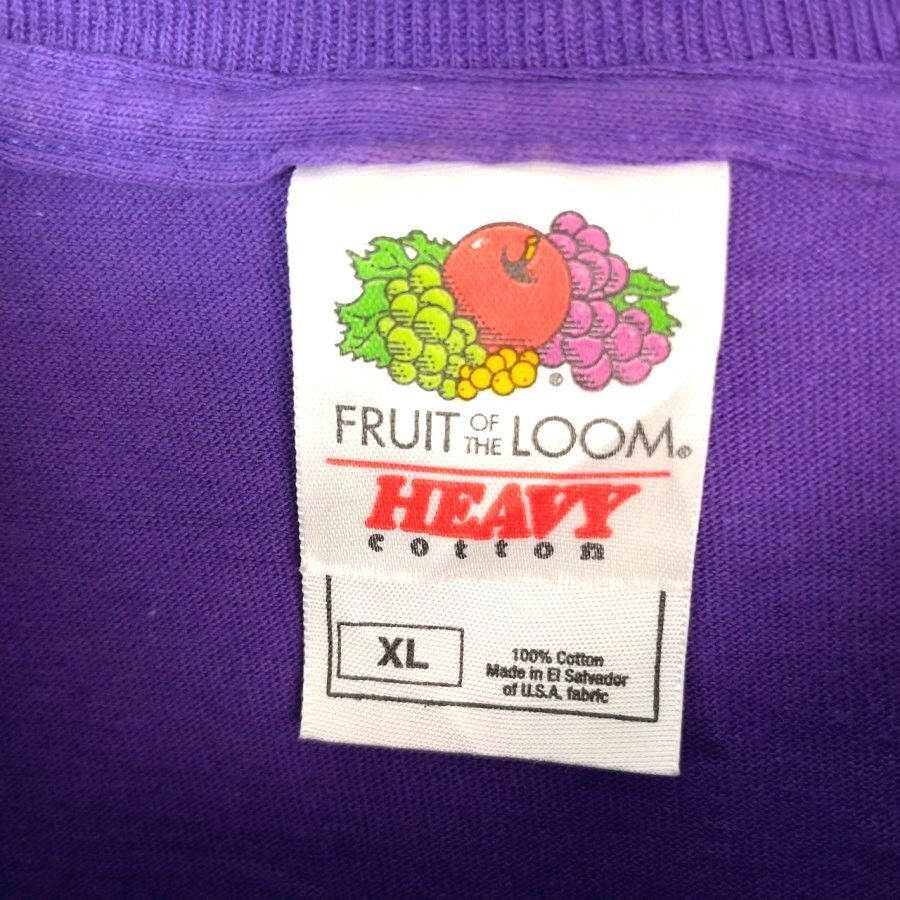 ®
FRUIT OF THE LOOM®
HEAVY
cotton
XL
100% Cotton
Made in El Salvador
of U.S.A. fabric